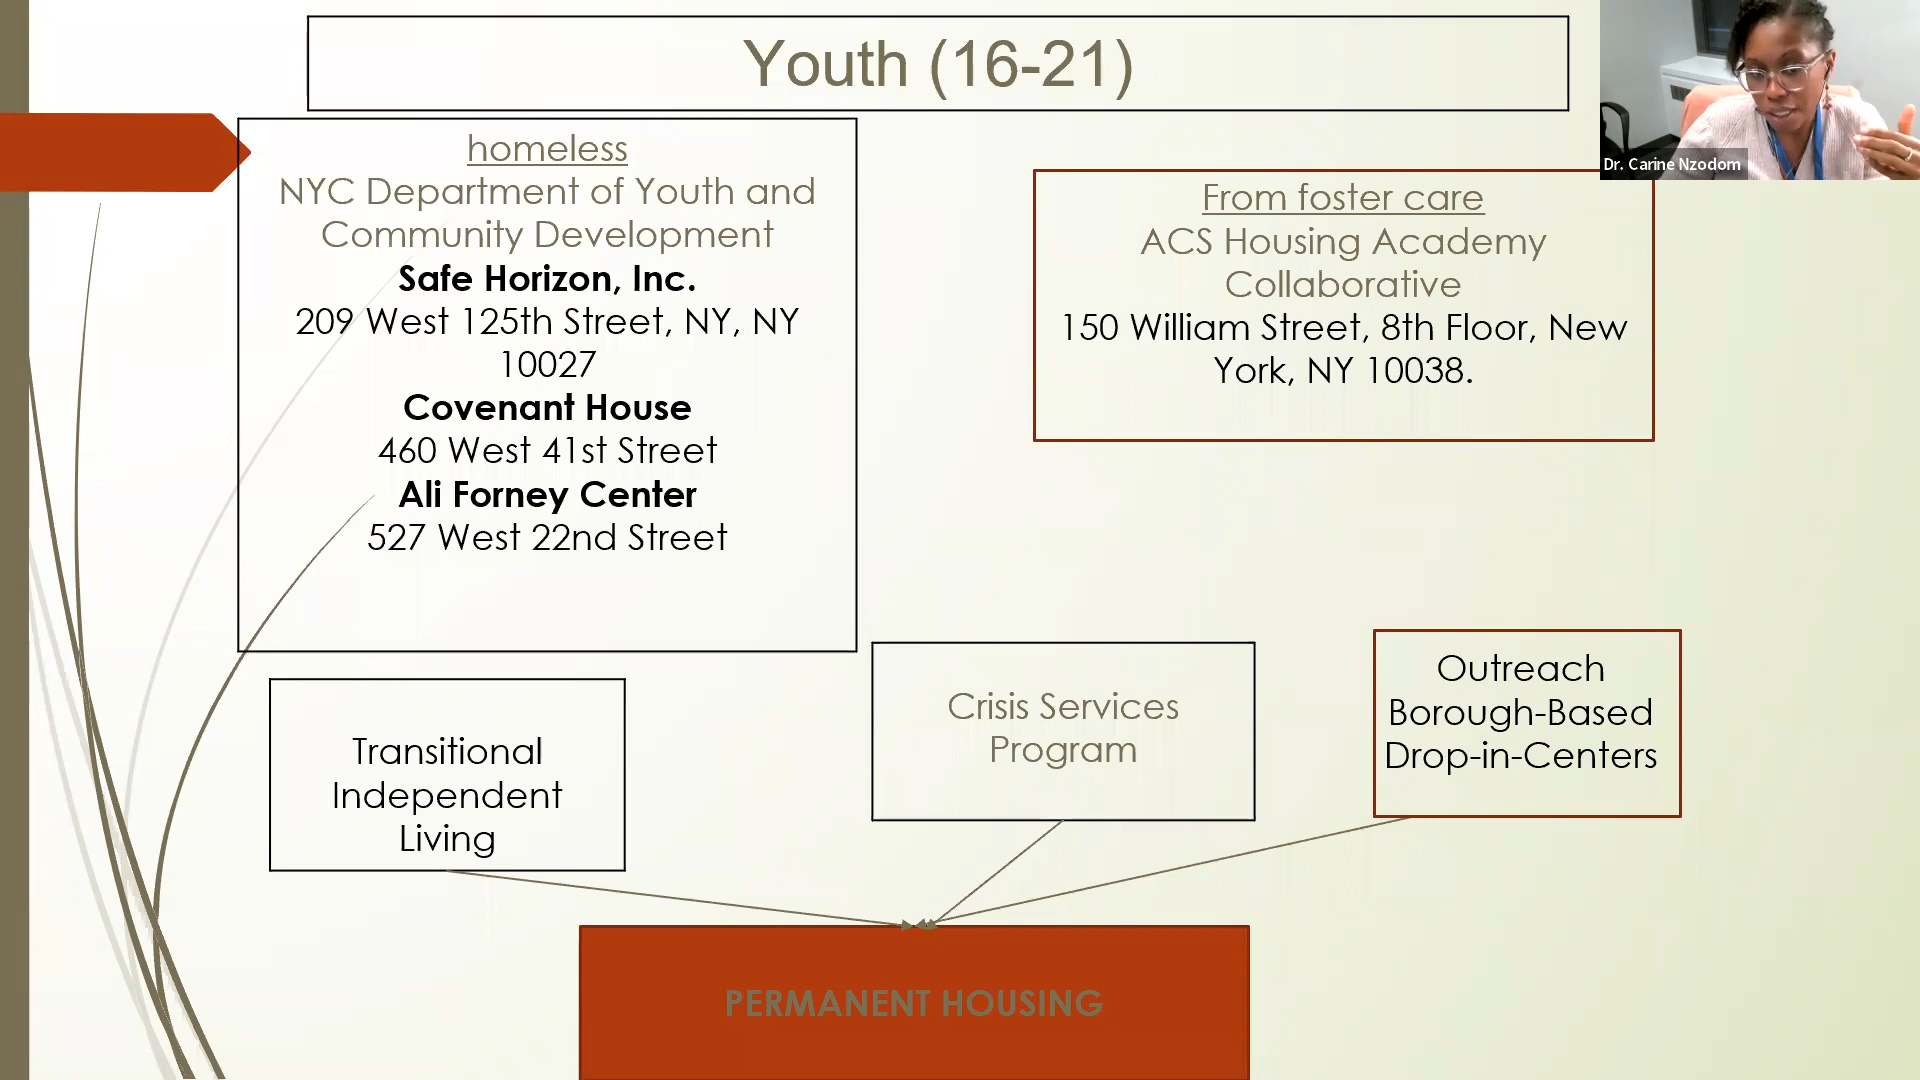 Youth (16-21)
Dr. Carine Nzodom
homeless
NYC Department of Youth and
Community Development
Safe Horizon, Inc.
209 West 125th Street, NY, NY
10027
Covenant House
460 West 41st Street
Ali Forney Center
527 West 22nd Street
From foster care
ACS Housing Academy
Collaborative
150 William Street, 8th Floor, New
York, NY 10038.
Transitional
Independent
Living
Crisis Services
Program
Outreach
Borough-Based
Drop-in-Centers
PERMANENT HOUSING